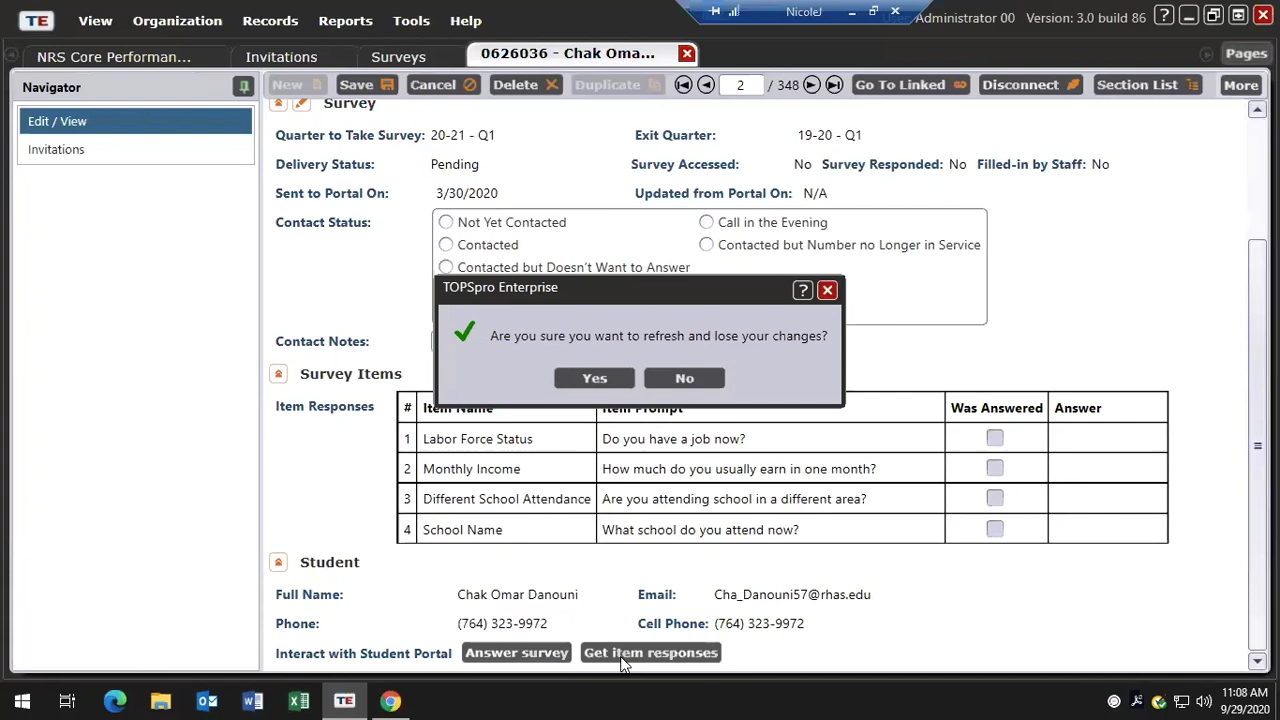 NicoleJ
TE View Organization Records Reports Tools Help User: Administrator 00 Version: 3.0 build 86
NRS Core Performan... Invitations Surveys 0626036 - Chak Oma... Pages
Navigator New Save Cancel Delete Duplicate 2 / 348 Go To Linked Disconnect Section List More
Edit / View
Invitations
Survey
Quarter to Take Survey: 20-21 - Q1 Exit Quarter: 19-20 - Q1
Delivery Status: Pending Survey Accessed: No Survey Responded: No Filled-in by Staff: No
Sent to Portal On: 3/30/2020 Updated from Portal On: N/A
Contact Status: Not Yet Contacted Call in the Evening
Contacted Contacted but Number no Longer in Service
Contacted but Doesn't Want to Answer
TOPSpro Enterprise
Are you sure you want to refresh and lose your changes?
Yes No
Contact Notes:
Survey Items
Item Responses # Item Name Item Prompt Was Answered Answer
1 Labor Force Status Do you have a job now?
2 Monthly Income How much do you usually earn in one month?
3 Different School Attendance Are you attending school in a different area?
4 School Name What school do you attend now?
Student
Full Name: Chak Omar Danouni Email: Cha_Danouni57@rhas.edu
Phone: (764) 323-9972 Cell Phone: (764) 323-9972
Interact with Student Portal Answer survey Get item responses
TE 11:08 AM
9/29/2020